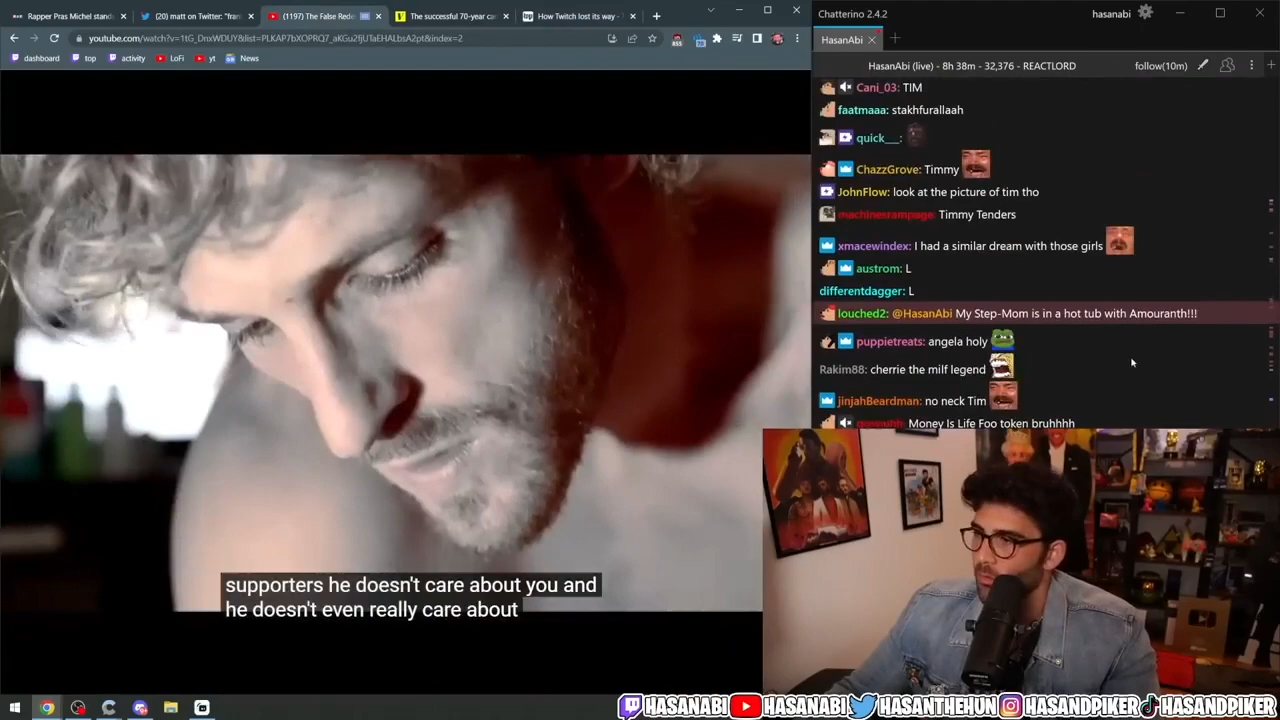 Rapper Pras Michel stand
(20) matt on Twitter: "fran
(1197) The False Rede
The successful 70-year ca
How Twitch lost its way -
youtube.com/watch?v=1tG_DmxWDUY&list=PLKAP7bXOPRQ7_aKGu2fjUTaEHALbsA2pt&index=2
dashboard
top
activity
LoFi
yt
News
supporters he doesn't care about you and
he doesn't even really care about
Chatterino 2.4.2
hasanabi
HasanAbi
HasanAbi (live) - 8h 38m - 32,376 - REACTLORD
follow(10m)
Cani_03: TIM
faatmaaa: stakhfurallaah
quick___:
ChazzGrove: Timmy
JohnFlow: look at the picture of tim tho
machinesrampage: Timmy Tenders
xmacewindex: I had a similar dream with those girls
austrom: L
differentdagger: L
louched2: @HasanAbi My Step-Mom is in a hot tub with Amouranth!!!
puppietreats: angela holy
Rakim88: cherrie the milf legend
jinjahBeardman: no neck Tim
Money Is Life Foo token bruhhhh
HASANABI HASANABI HASANTHEHUN HASANDPIKER HASANDPIKER